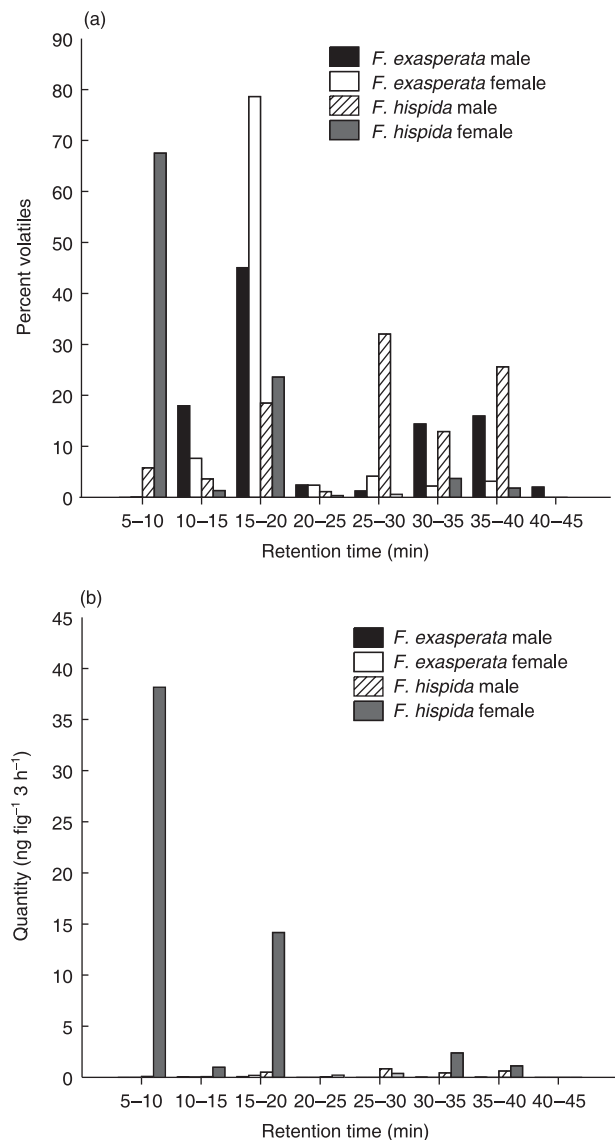 (a)
90
80
70
60
50
40
30
20
10
0
Percent volatiles
F. exasperata male
F. exasperata female
F. hispida male
F. hispida female
5–10 10–15 15–20 20–25 25–30 30–35 35–40 40–45
Retention time (min)
(b)
45
40
35
30
25
20
15
10
5
0
Quantity (ng fig⁻¹ 3 h⁻¹)
F. exasperata male
F. exasperata female
F. hispida male
F. hispida female
5–10 10–15 15–20 20–25 25–30 30–35 35–40 40–45
Retention time (min)